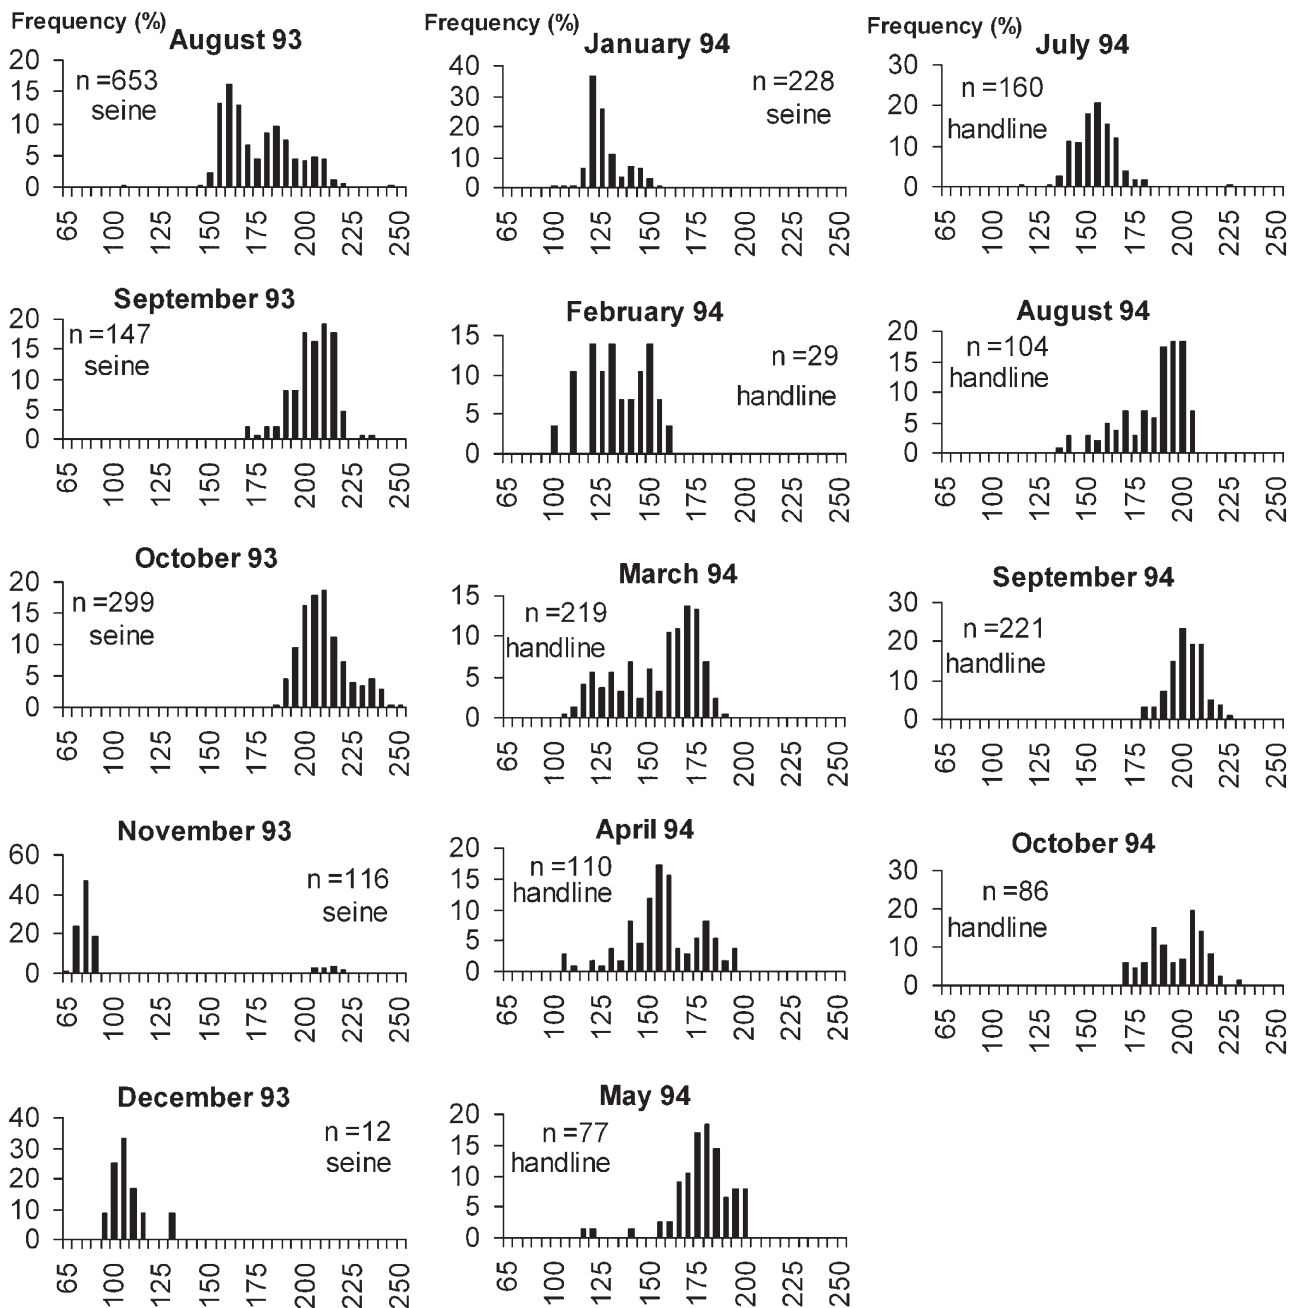 Frequency (%)
August 93
n =653
seine
20
15
10
5
0
65 100 125 150 175 200 225 250
September 93
n =147
seine
20
15
10
5
0
65 100 125 150 175 200 225 250
October 93
n =299
seine
20
15
10
5
0
65 100 125 150 175 200 225 250
November 93
n =116
seine
60
40
20
0
65 100 125 150 175 200 225 250
December 93
n =12
seine
40
30
20
10
0
65 100 125 150 175 200 225 250
Frequency (%)
January 94
n =228
seine
40
30
20
10
0
65 100 125 150 175 200 225 250
February 94
n =29
handline
15
10
5
0
65 100 125 150 175 200 225 250
March 94
n =219
handline
15
10
5
0
65 100 125 150 175 200 225 250
April 94
n =110
handline
20
15
10
5
0
65 100 125 150 175 200 225 250
May 94
n =77
handline
20
15
10
5
0
65 100 125 150 175 200 225 250
Frequency (%)
July 94
n =160
handline
30
20
10
0
65 100 125 150 175 200 225 250
August 94
n =104
handline
20
15
10
5
0
65 100 125 150 175 200 225 250
September 94
n =221
handline
30
20
10
0
65 100 125 150 175 200 225 250
October 94
n =86
handline
30
20
10
0
65 100 125 150 175 200 225 250